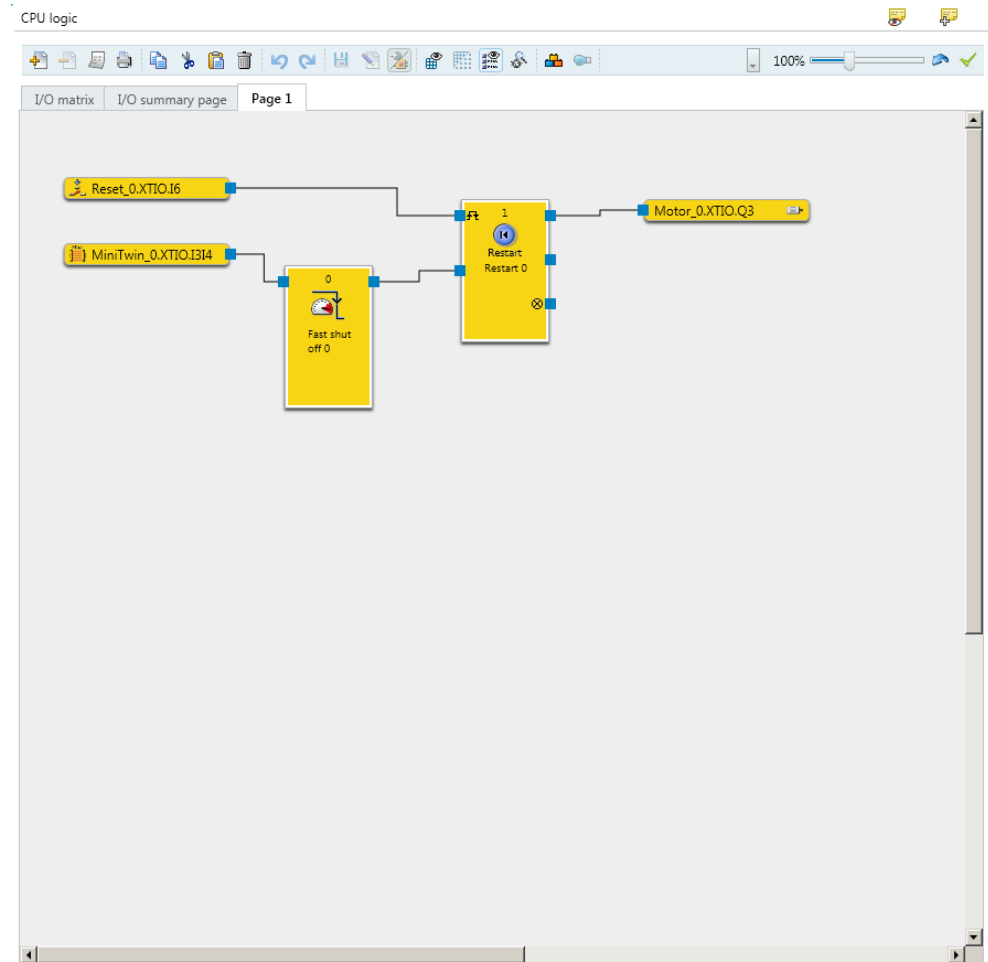 CPU logic
100%
I/O matrix
I/O summary page
Page 1
Reset_0.XTIO.I6
MiniTwin_0.XTIO.I3I4
0
Fast shut
off 0
1
Restart
Restart 0
Motor_0.XTIO.Q3